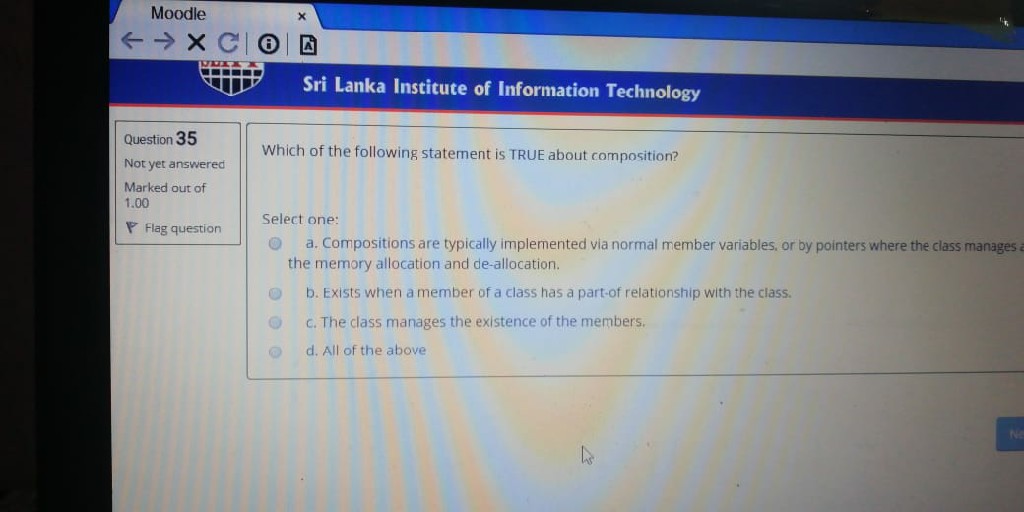 Moodle
Sri Lanka Institute of Information Technology
Question 35
Not yet answered
Marked out of
1.00
Flag question
Which of the following statement is TRUE about composition?
Select one:
a. Compositions are typically implemented via normal member variables, or by pointers where the class manages
the memory allocation and de-allocation.
b. Exists when a member of a class has a part-of relationship with the class.
c. The class manages the existence of the members.
d. All of the above